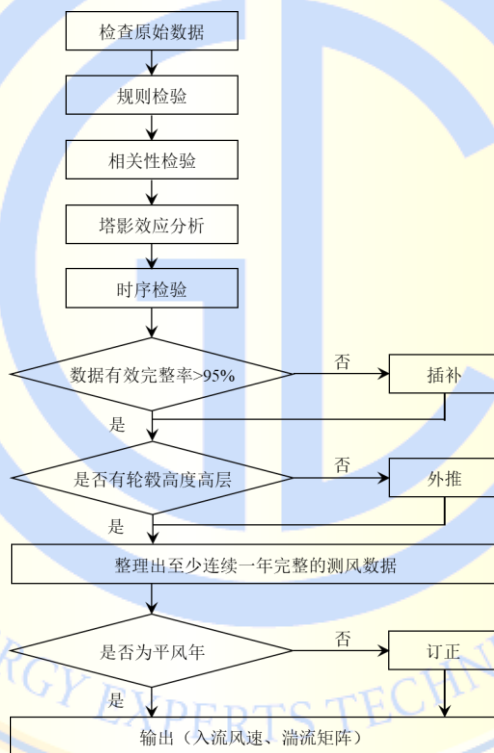 检查原始数据
规则检验
相关性检验
塔影效应分析
时序检验
数据有效完整率>95%
否
插补
是
是否有轮毂高度高层
否
外推
是
整理出至少连续一年完整的测风数据
是否为平风年
否
订正
是
输出（入流风速、湍流矩阵）
ERGY EXPERTS TECHN